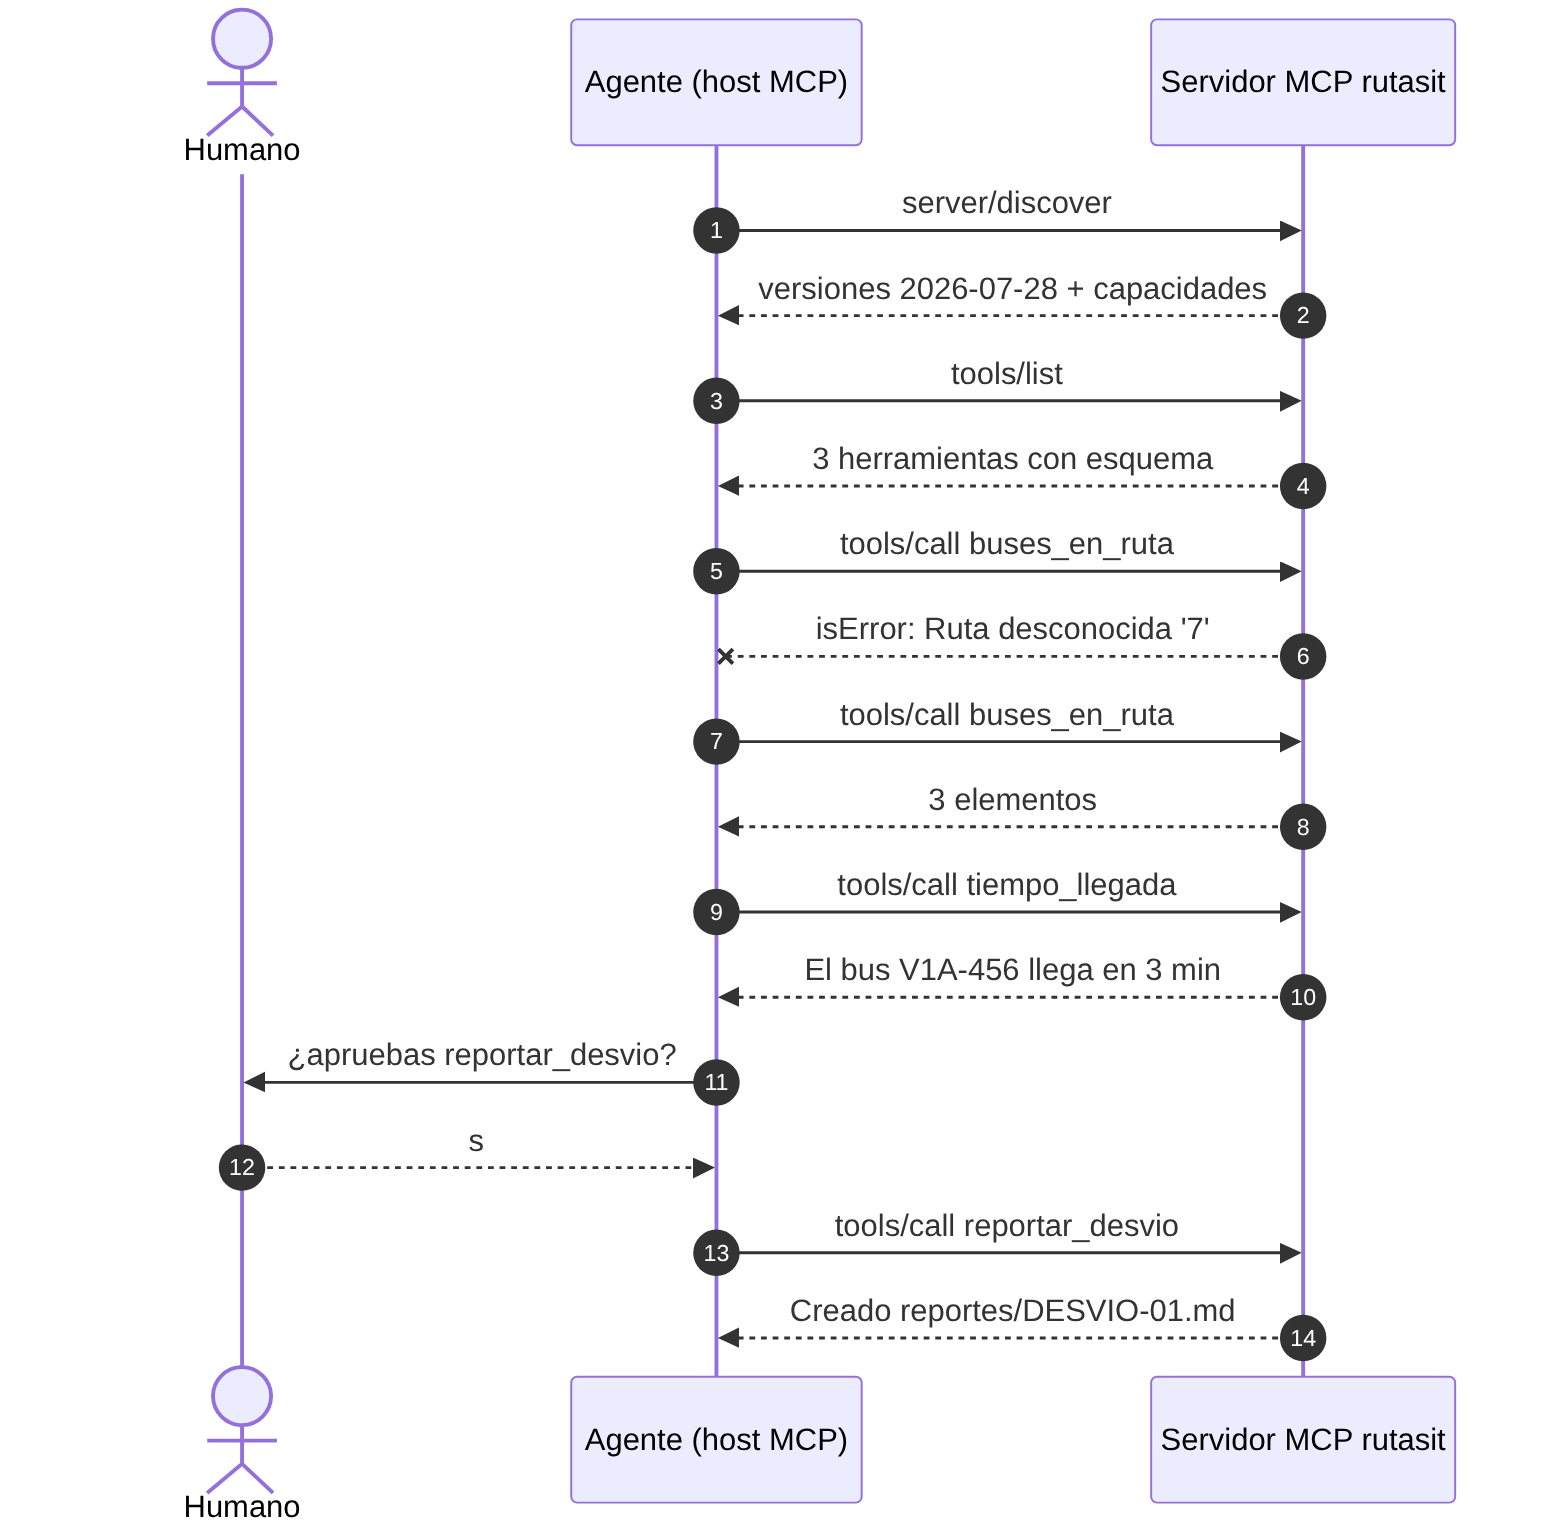 Humano
Agente (host MCP)
Servidor MCP rutasit
server/discover
1
versiones 2026-07-28 + capacidades
2
tools/list
3
3 herramientas con esquema
4
tools/call buses_en_ruta
5
isError: Ruta desconocida '7'
6
tools/call buses_en_ruta
7
3 elementos
8
tools/call tiempo_llegada
9
El bus V1A-456 llega en 3 min
10
¿apruebas reportar_desvio?
11
s
12
tools/call reportar_desvio
13
Creado reportes/DESVIO-01.md
14
Humano
Agente (host MCP)
Servidor MCP rutasit